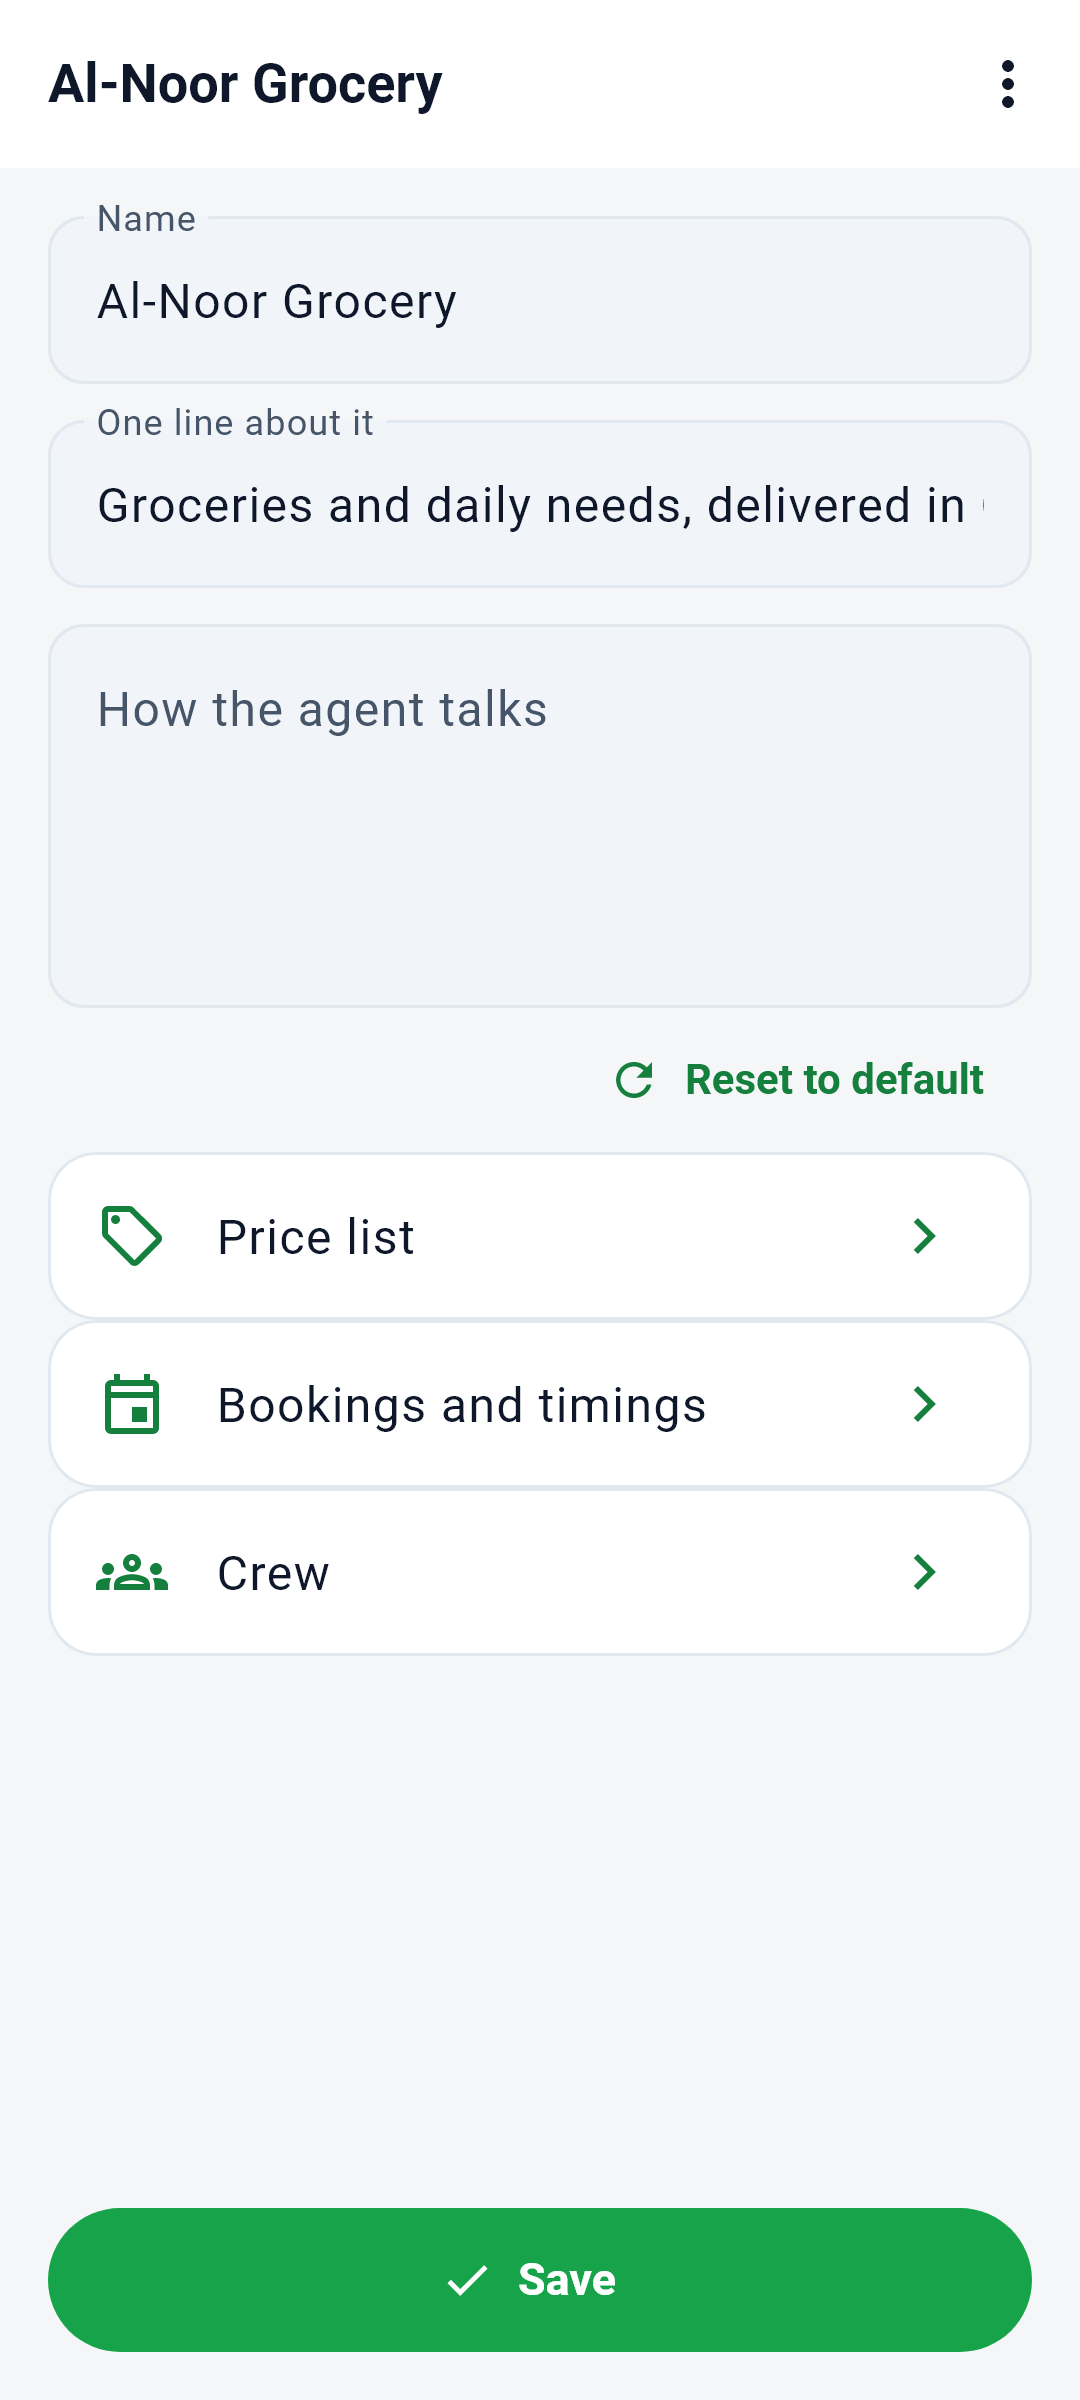 Al-Noor Grocery
Name
Al-Noor Grocery
One line about it
Groceries and daily needs, delivered in
How the agent talks
Reset to default
Price list
Bookings and timings
Crew
Save